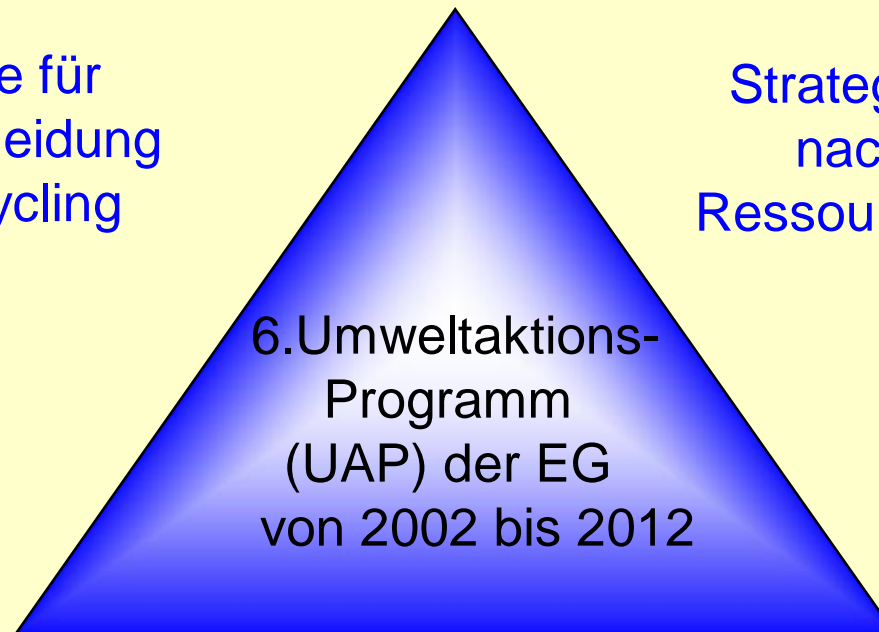 e für
eidung
ycling
Strateg
nac
Ressou
6.Umweltaktions-
Programm
(UAP) der EG
von 2002 bis 2012